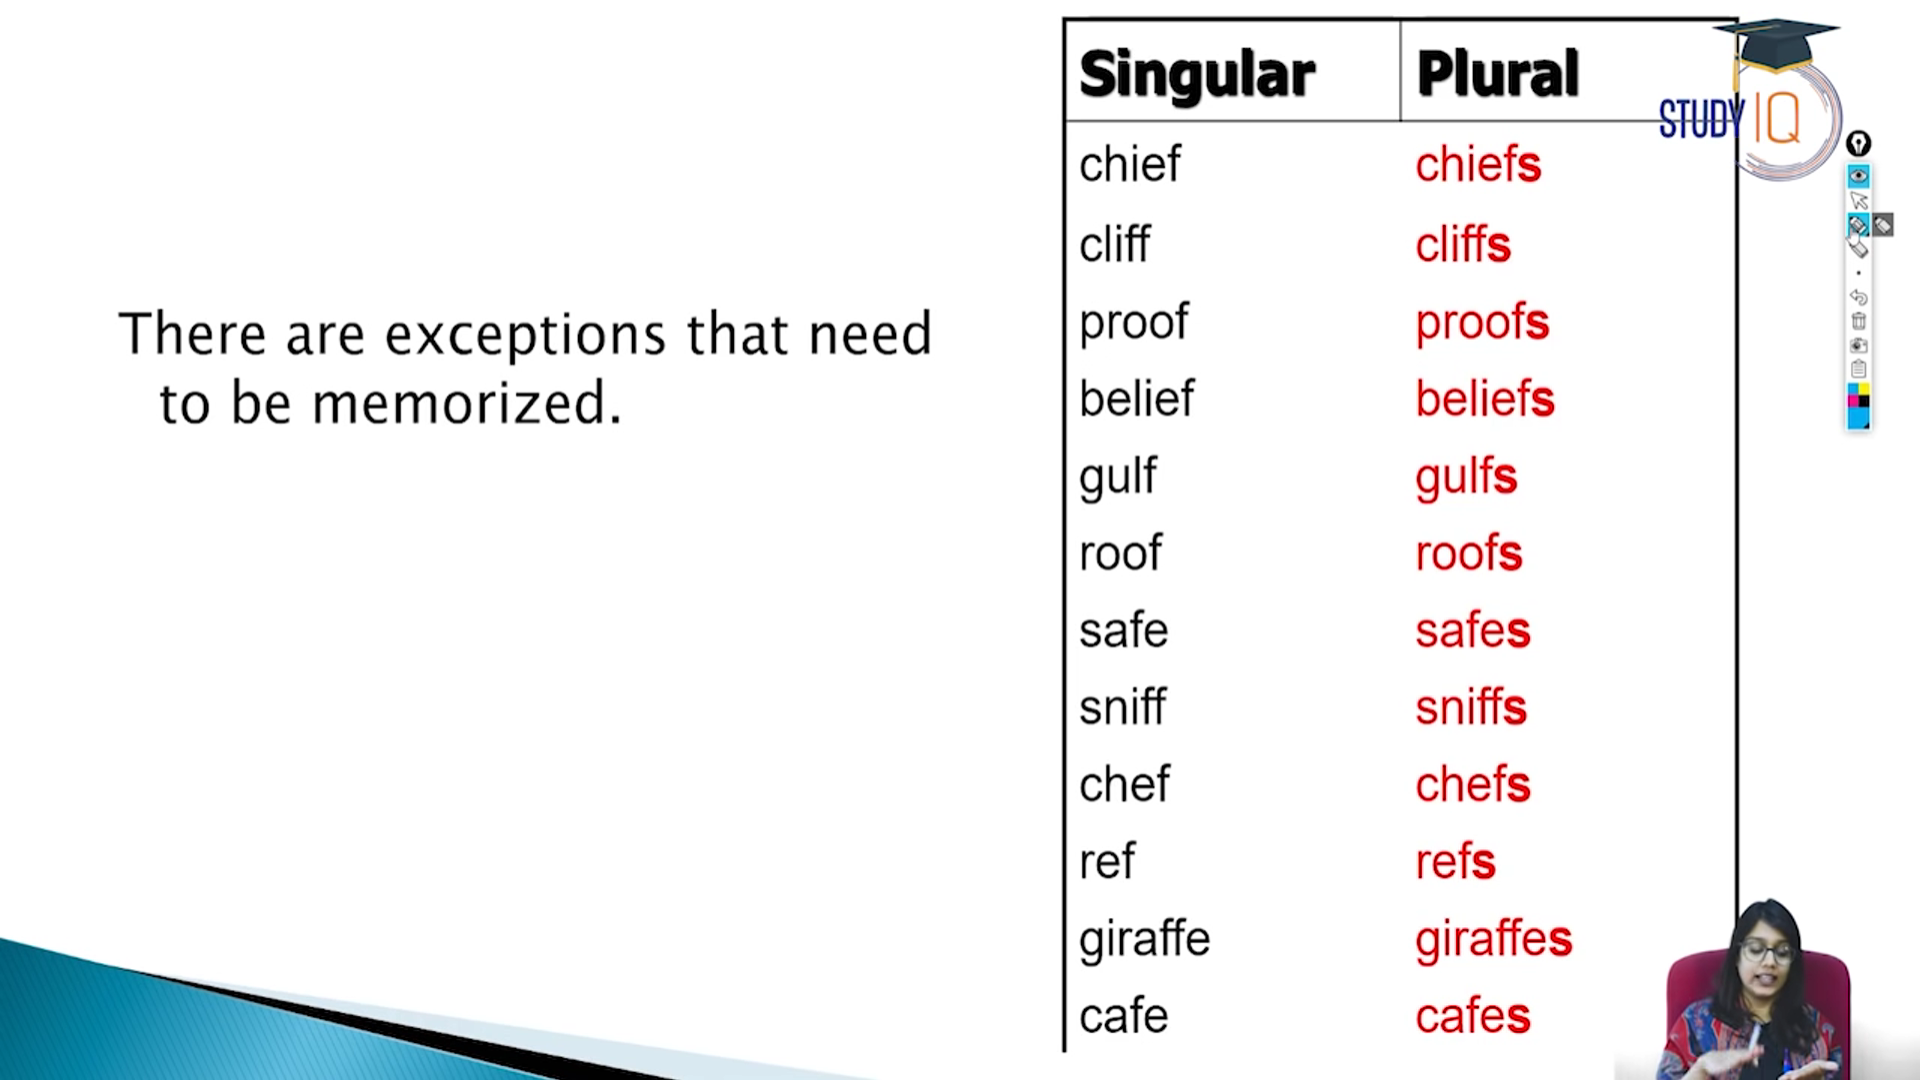 There are exceptions that need
to be memorized.
Singular Plural
chief chiefs
cliff cliffs
proof proofs
belief beliefs
gulf gulfs
roof roofs
safe safes
sniff sniffs
chef chefs
ref refs
giraffe giraffes
cafe cafes
STUDY IQ